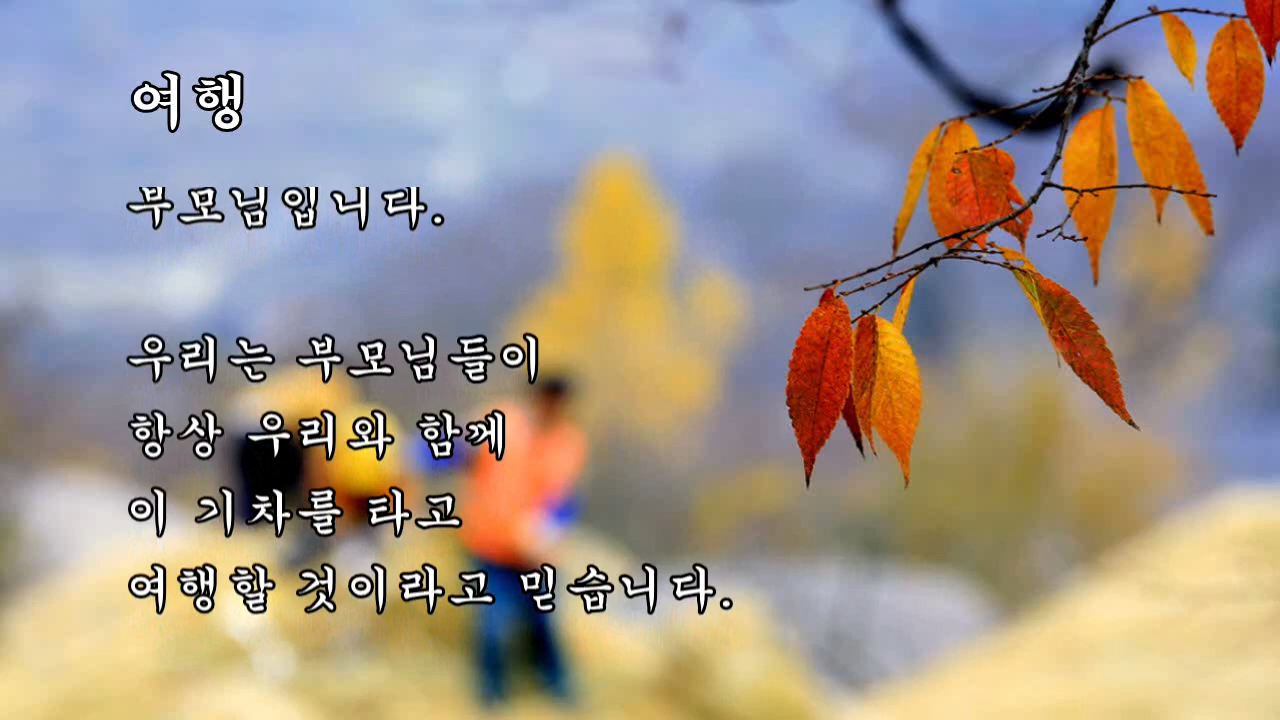 여행
부모님입니다.
우리는 부모님들이
항상 우리와 함께
이 기차를 타고
여행할 것이라고 믿습니다.